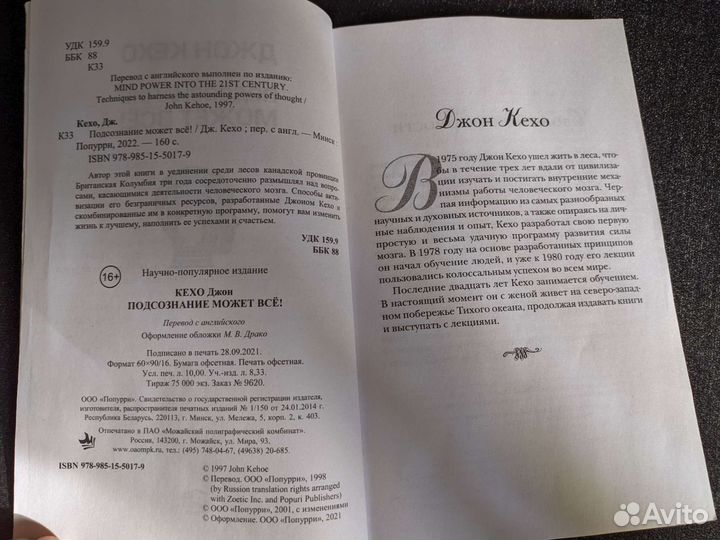 УДК 159.9
ББК 88
К33
Перевод с английского выполнен по изданию:
MIND POWER INTO THE 21ST CENTURY.
Techniques to harness the astounding powers of thought /
John Kehoe, 1997.
Кехо, Дж.
К33 Подсознание может всё! / Дж. Кехо ; пер. с англ. — Минск :
Попурри, 2022. — 160 с.
ISBN 978-985-15-5017-9
Автор этой книги в уединении среди лесов канадской провинции
Британская Колумбия три года сосредоточенно размышлял над вопро-
сами, касающимися деятельности человеческого мозга. Способы акти-
визации его безграничных ресурсов, разработанные Джоном Кехо и
скомбинированные им в конкретную программу, помогут вам изменить
жизнь к лучшему, наполнить ее успехами и счастьем.
УДК 159.9
ББК 88
16+
Научно-популярное издание
КЕХО Джон
ПОДСОЗНАНИЕ МОЖЕТ ВСЁ!
Перевод с английского
Оформление обложки М. В. Драко
Подписано в печать 28.09.2021.
Формат 60×90/16. Бумага офсетная. Печать офсетная.
Усл. печ. л. 10,00. Уч.-изд. л. 8,33.
Тираж 75 000 экз. Заказ № 9620.
ООО «Попурри». Свидетельство о государственной регистрации издателя,
изготовителя, распространителя печатных изданий № 1/150 от 24.01.2014 г.
Республика Беларусь, 220113, г. Минск, ул. Мележа, 5, корп. 2, к. 403.
Отпечатано в ПАО «Можайский полиграфический комбинат».
Россия, 143200, г. Можайск, ул. Мира, 93.
www.oaompk.ru, тел.: (495) 748-04-67, (49638) 20-685.
ISBN 978-985-15-5017-9
© 1997 John Kehoe
© Перевод. ООО «Попурри», 1998
(by Russian translation rights arranged
with Zoetic Inc. and Popuri Publishers)
© ООО «Попурри», 2001, с изменениями
© Оформление. ООО «Попурри», 2021
Джон Кехо
В 1975 году Джон Кехо ушел жить в леса, что-
бы в течение трех лет вдали от цивилиза-
ции изучать и постигать внутренние меха-
низмы работы человеческого мозга. Чер-
пая информацию из самых разнообразных
научных и духовных источников, а также опираясь на лич-
ные наблюдения и опыт, Кехо разработал свою первую
простую и весьма удачную программу развития силы
мозга. В 1978 году на основе разработанных принципов
он начал обучение людей, и уже к 1980 году его лекции
пользовались колоссальным успехом во всем мире.
Последние двадцать лет Кехо занимается обучением.
В настоящий момент он с женой живет на северо-запад-
ном побережье Тихого океана, продолжая издавать книги
и выступать с лекциями.
Avito